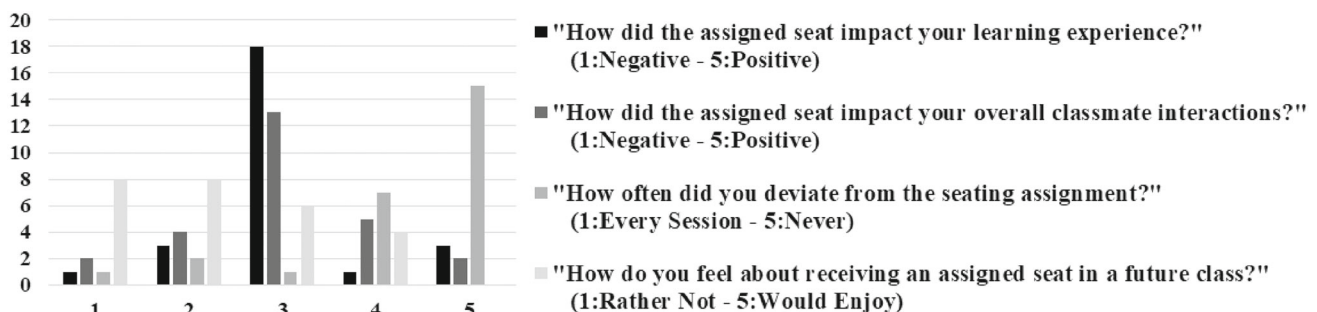 20
18
16
14
12
10
8
6
4
2
0
1 2 3 4 5
"How did the assigned seat impact your learning experience?"
(1:Negative - 5:Positive)
"How did the assigned seat impact your overall classmate interactions?"
(1:Negative - 5:Positive)
"How often did you deviate from the seating assignment?"
(1:Every Session - 5:Never)
"How do you feel about receiving an assigned seat in a future class?"
(1:Rather Not - 5:Would Enjoy)